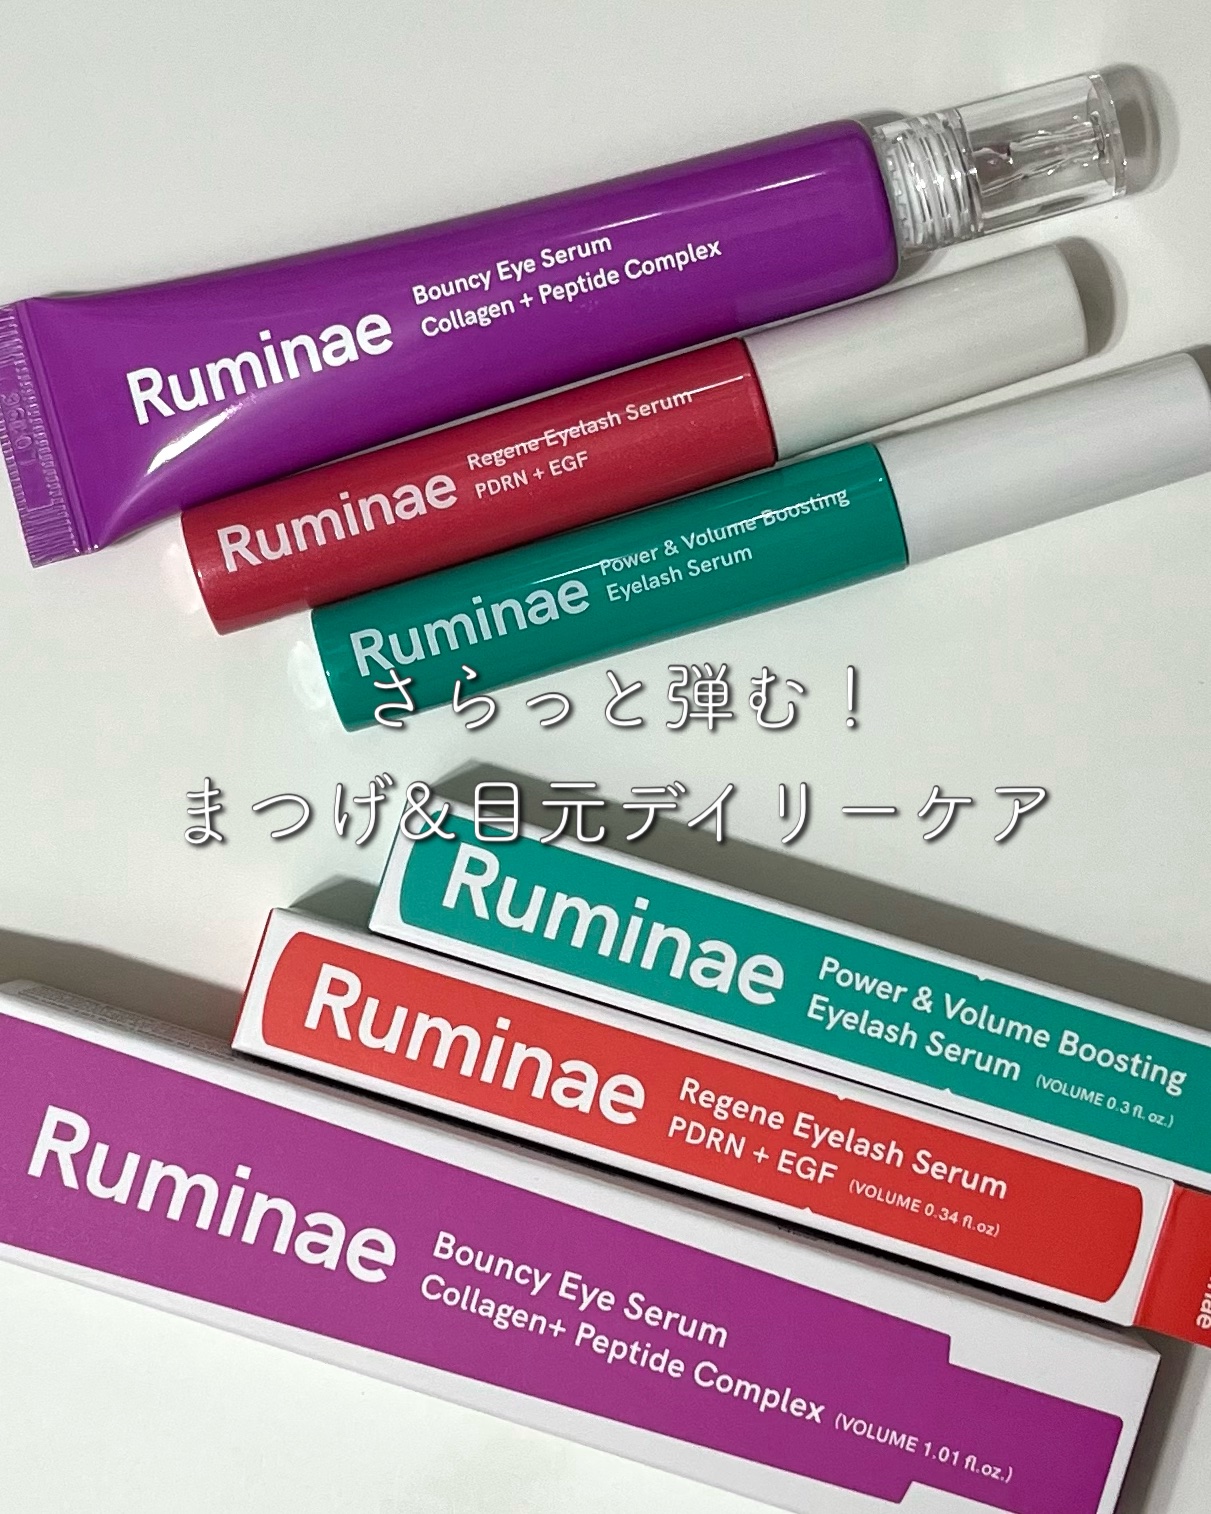 Ruminae
Bouncy Eye Serum
Collagen + Peptide Complex
Ruminae
Regene Eyelash Serum
PDRN + EGF
Ruminae
Power & Volume Boosting
Eyelash Serum
さらっと弾む！
まつげ&目元デイリーケア
Ruminae
Power & Volume Boosting
Eyelash Serum (VOLUME 0.3 fl. oz.)
Ruminae
Regene Eyelash Serum
PDRN + EGF (VOLUME 0.34 fl.oz)
Ruminae
Bouncy Eye Serum
Collagen+ Peptide Complex (VOLUME 1.01 fl.oz.)